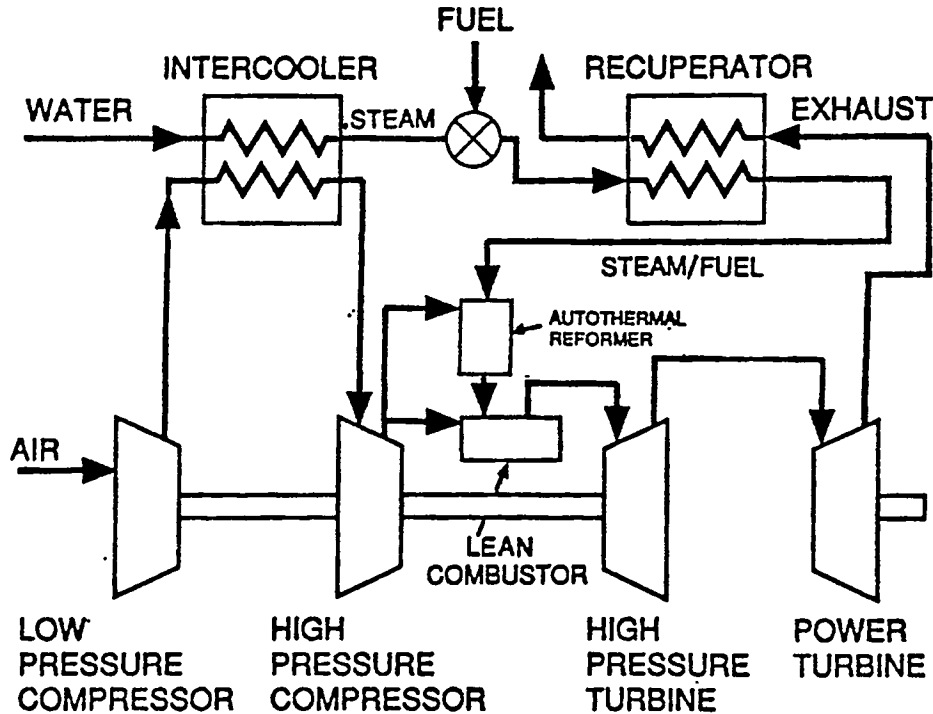 FUEL
INTERCOOLER
RECUPERATOR
WATER
STEAM
EXHAUST
STEAM/FUEL
AUTOTHERMAL
REFORMER
AIR
LEAN
COMBUSTOR
LOW
PRESSURE
COMPRESSOR
HIGH
PRESSURE
COMPRESSOR
HIGH
PRESSURE
TURBINE
POWER
TURBINE